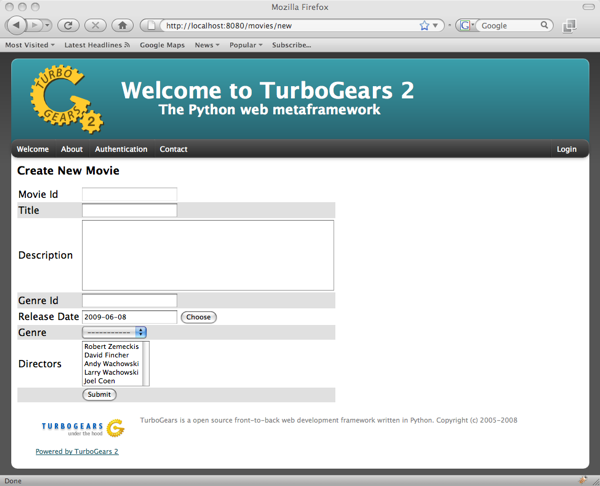 Mozilla Firefox
http://localhost:8080/movies/new
Google
Most Visited Latest Headlines Google Maps News Popular Subscribe...
TURBO
GEARS
2
Welcome to TurboGears 2
The Python web metaframework
Welcome About Authentication Contact Login
Create New Movie
Movie Id
Title
Description
Genre Id
Release Date 2009-06-08 Choose
Genre -----------
Directors
Robert Zemeckis
David Fincher
Andy Wachowski
Larry Wachowski
Joel Coen
Submit
TURBOGEARS
under the hood
TurboGears is a open source front-to-back web development framework written in Python. Copyright (c) 2005-2008
Powered by TurboGears 2
Done